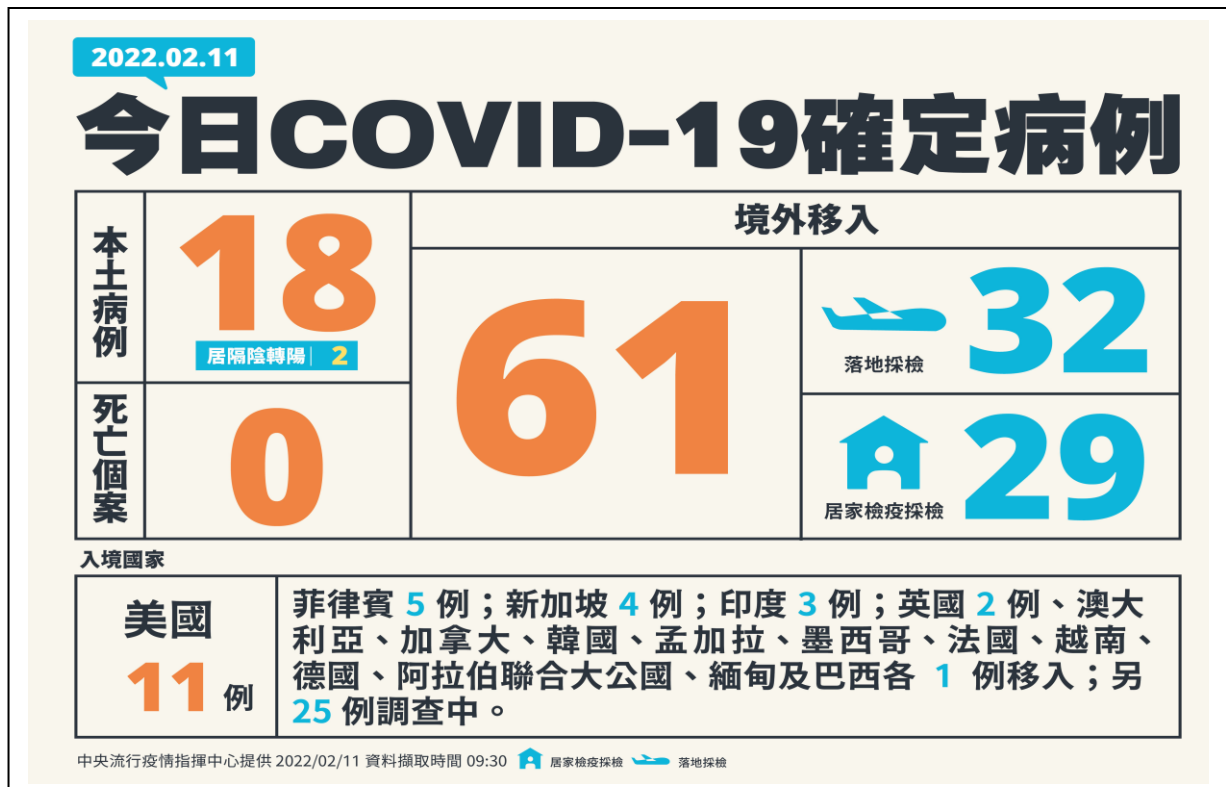 2022.02.11
今日COVID-19確定病例
本土病例
18
居隔陰轉陽| 2
死亡個案
0
境外移入
61
落地採檢
32
居家檢疫採檢
29
入境國家
美國
11 例
菲律賓 5 例；新加坡 4 例；印度 3 例；英國 2 例、澳大
利亞、加拿大、韓國、孟加拉、墨西哥、法國、越南、
德國、阿拉伯聯合大公國、緬甸及巴西各 1 例移入；另
25 例調查中。
中央流行疫情指揮中心提供 2022/02/11 資料擷取時間 09:30 居家檢疫採檢 落地採檢